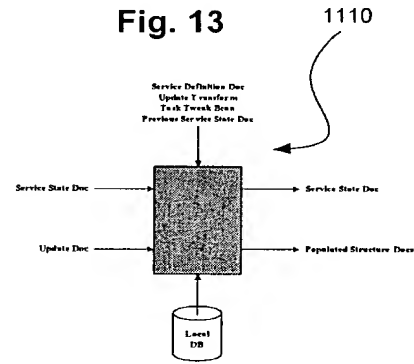 Fig. 13
1110
Service Definition Doc
Update Transform
Task Tweak Bean
Previous Service State Doc
Service State Doc
Service State Doc
Update Doc
Populated Structure Docs
Local
DB